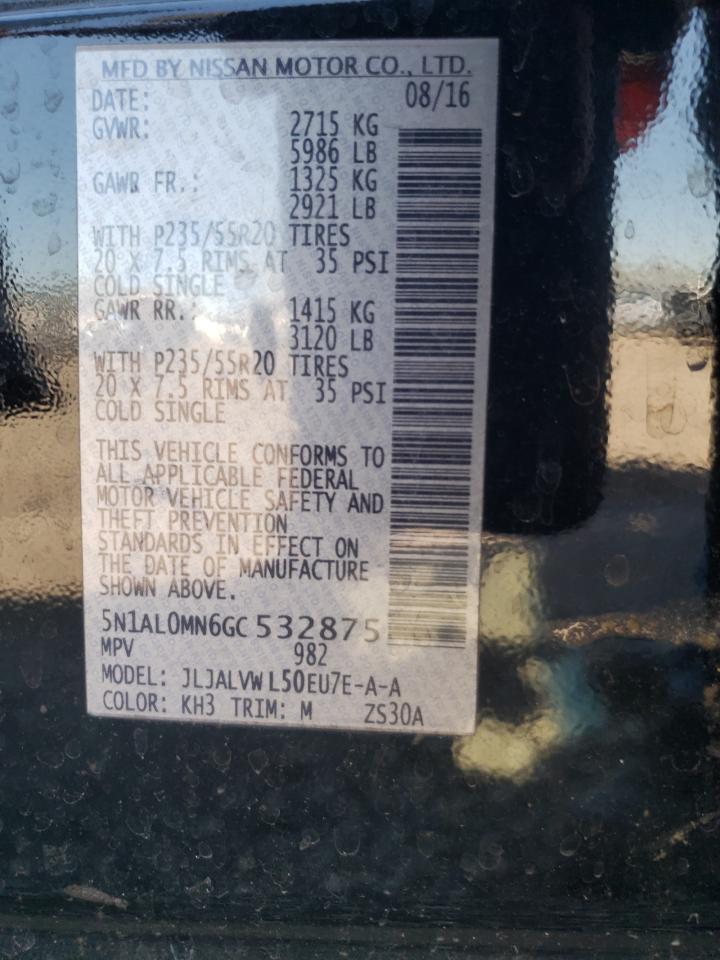 MFD BY NISSAN MOTOR CO., LTD.
DATE: 08/16
GVWR: 2715 KG
5986 LB
GAWR FR.: 1325 KG
2921 LB
WITH P235/55R20 TIRES
20 X 7.5 RIMS AT 35 PSI
COLD SINGLE
GAWR RR.: 1415 KG
3120 LB
WITH P235/55R20 TIRES
20 X 7.5 RIMS AT 35 PSI
COLD SINGLE
THIS VEHICLE CONFORMS TO
ALL APPLICABLE FEDERAL
MOTOR VEHICLE SAFETY AND
THEFT PREVENTION
STANDARDS IN EFFECT ON
THE DATE OF MANUFACTURE
SHOWN ABOVE.
5N1AL0MN6GC532875
MPV 982
MODEL: JLJALVWL50EU7E-A-A
COLOR: KH3 TRIM: M ZS30A